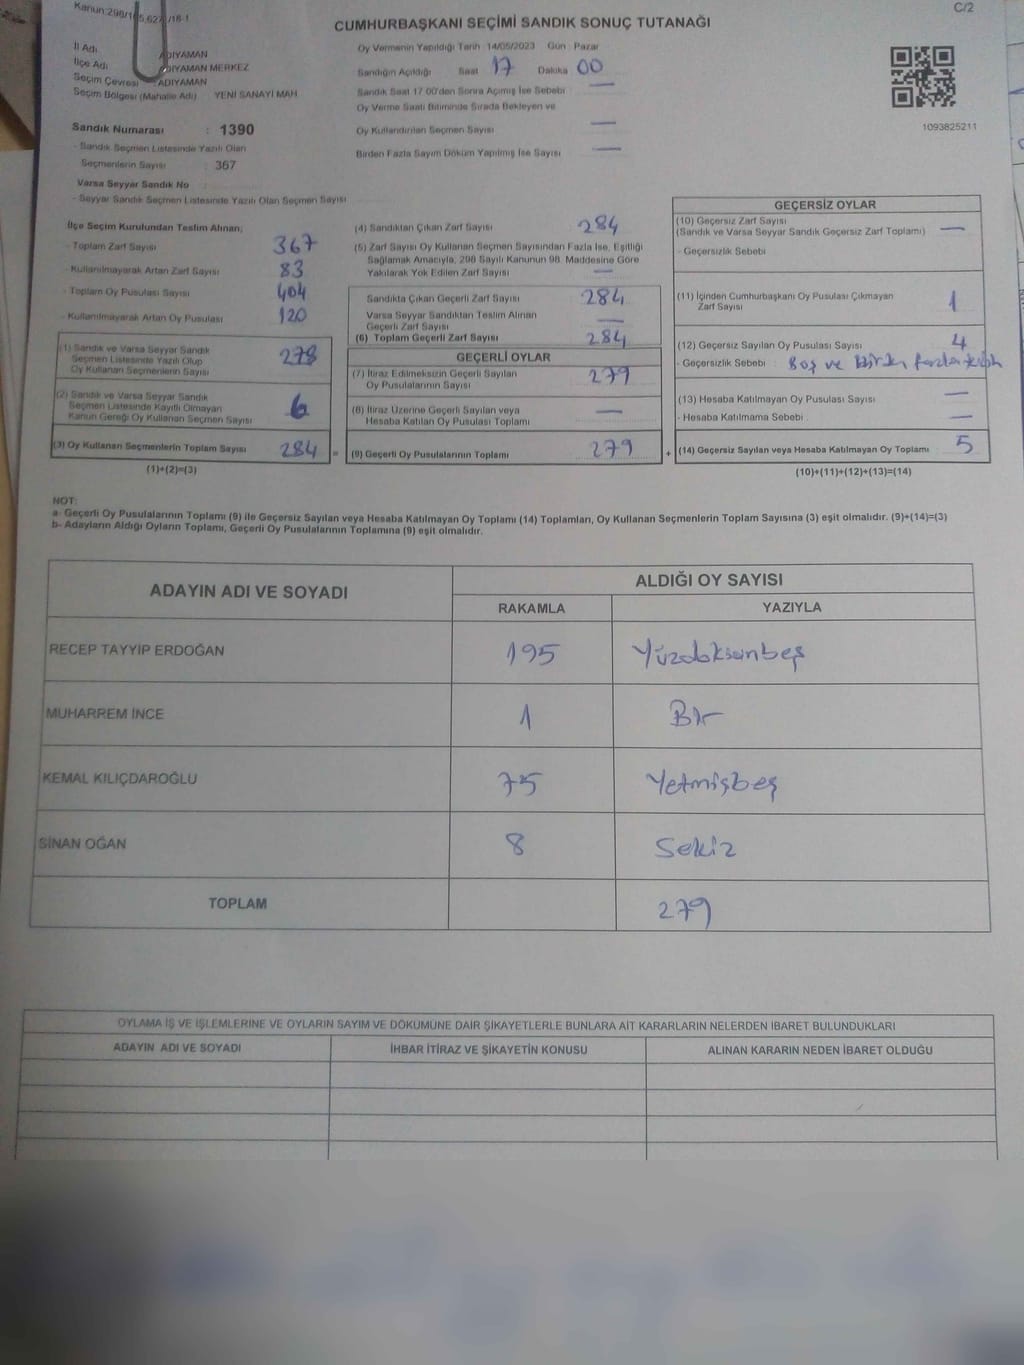 Kanun:298/1
C/2
CUMHURBAŞKANI SEÇİMİ SANDIK SONUÇ TUTANAĞI
İl Adı ADIYAMAN
İlçe Adı ADIYAMAN MERKEZ
Seçim Çevresi ADIYAMAN
Seçim Bölgesi (Mahalle Adı) YENİ SANAYİ MAH
Oy Vermenin Yapıldığı Tarih 14/05/2023 Gün : Pazar
Sandığın Açıldığı Saat 17 Dakika 00
Sandık Saat 17 00'den Sonra Açılmış İse Sebebi —
Oy Verme Saati Bitiminde Sırada Bekleyen ve
Oy Kullandırılan Seçmen Sayısı —
Birden Fazla Sayım Döküm Yapılmış İse Sayısı —
1093825211
Sandık Numarası : 1390
- Sandık Seçmen Listesinde Yazılı Olan
Seçmenlerin Sayısı : 367
Varsa Seyyar Sandık No
- Seyyar Sandık Seçmen Listesinde Yazılı Olan Seçmen Sayısı
İlçe Seçim Kurulundan Teslim Alınan;
- Toplam Zarf Sayısı 367
- Kullanılmayarak Artan Zarf Sayısı 83
- Toplam Oy Pusulası Sayısı 404
- Kullanılmayarak Artan Oy Pusulası 120
(1) Sandık ve Varsa Seyyar Sandık
Seçmen Listesinde Yazılı Olup
Oy Kullanan Seçmenlerin Sayısı 278
(2) Sandık ve Varsa Seyyar Sandık
Seçmen Listesinde Kayıtlı Olmayan
Kanun Gereği Oy Kullanan Seçmen Sayısı 6
(3) Oy Kullanan Seçmenlerin Toplam Sayısı 284 =
(1)+(2)=(3)
(4) Sandıktan Çıkan Zarf Sayısı 284
(5) Zarf Sayısı Oy Kullanan Seçmen Sayısından Fazla İse, Eşitliği
Sağlamak Amacıyla, 298 Sayılı Kanunun 98. Maddesine Göre
Yakılarak Yok Edilen Zarf Sayısı —
Sandıkta Çıkan Geçerli Zarf Sayısı 284
Varsa Seyyar Sandıktan Teslim Alınan
Geçerli Zarf Sayısı —
(6) Toplam Geçerli Zarf Sayısı 284
GEÇERLİ OYLAR
(7) İtiraz Edilmeksizin Geçerli Sayılan
Oy Pusulalarının Sayısı 279
(8) İtiraz Üzerine Geçerli Sayılan veya
Hesaba Katılan Oy Pusulası Toplamı —
(9) Geçerli Oy Pusulalarının Toplamı 279 +
GEÇERSİZ OYLAR
(10) Geçersiz Zarf Sayısı
(Sandık ve Varsa Seyyar Sandık Geçersiz Zarf Toplamı) —
- Geçersizlik Sebebi
(11) İçinden Cumhurbaşkanı Oy Pusulası Çıkmayan
Zarf Sayısı 1
(12) Geçersiz Sayılan Oy Pusulası Sayısı 4
- Geçersizlik Sebebi : Boş ve Birden fazla
(13) Hesaba Katılmayan Oy Pusulası Sayısı —
- Hesaba Katılmama Sebebi —
(14) Geçersiz Sayılan veya Hesaba Katılmayan Oy Toplamı 5
(10)+(11)+(12)+(13)=(14)
NOT:
a- Geçerli Oy Pusulalarının Toplamı (9) ile Geçersiz Sayılan veya Hesaba Katılmayan Oy Toplamı (14) Toplamları, Oy Kullanan Seçmenlerin Toplam Sayısına (3) eşit olmalıdır. (9)+(14)=(3)
b- Adayların Aldığı Oyların Toplamı, Geçerli Oy Pusulalarının Toplamına (9) eşit olmalıdır.
ADAYIN ADI VE SOYADI
ALDIĞI OY SAYISI
RAKAMLA YAZIYLA
RECEP TAYYİP ERDOĞAN 195 Yüzdoksanbeş
MUHARREM İNCE 1 Bir
KEMAL KILIÇDAROĞLU 75 Yetmişbeş
SİNAN OĞAN 8 Sekiz
TOPLAM 279
OYLAMA İŞ VE İŞLEMLERİNE VE OYLARIN SAYIM VE DÖKÜMÜNE DAİR ŞİKAYETLERLE BUNLARA AİT KARARLARIN NELERDEN İBARET BULUNDUKLARI
ADAYIN ADI VE SOYADI İHBAR İTİRAZ VE ŞİKAYETİN KONUSU ALINAN KARARIN NEDEN İBARET OLDUĞU